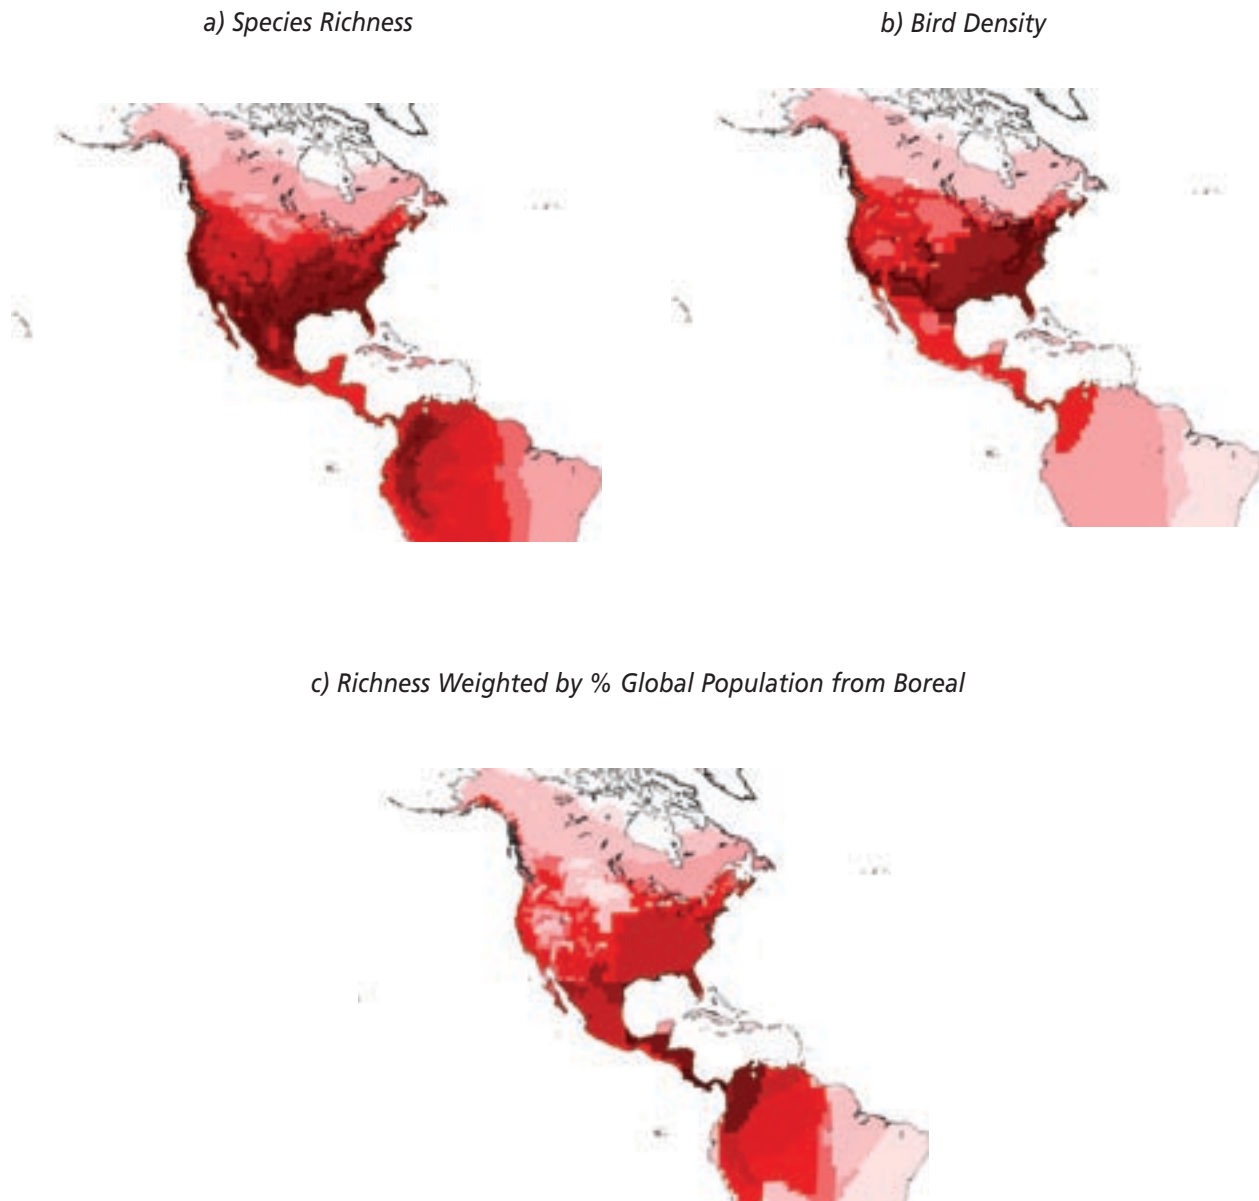 a) Species Richness
b) Bird Density
c) Richness Weighted by % Global Population from Boreal